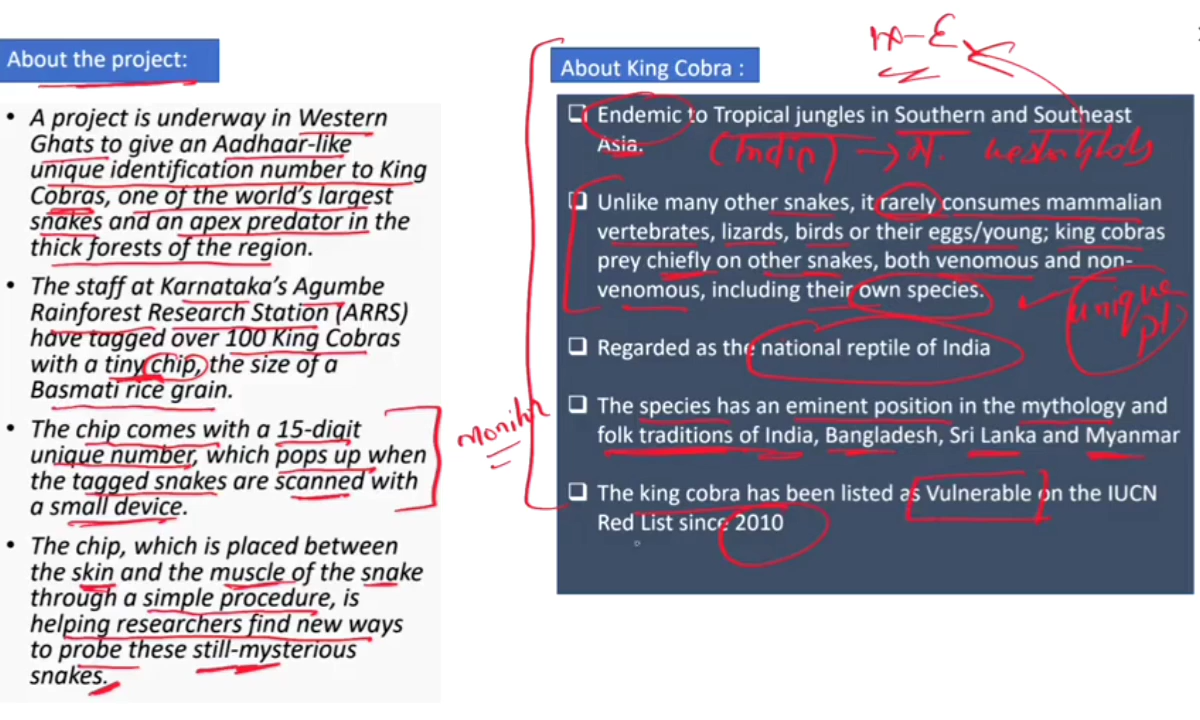 About the project:
• A project is underway in Western
Ghats to give an Aadhaar-like
unique identification number to King
Cobras, one of the world's largest
snakes and an apex predator in the
thick forests of the region.
• The staff at Karnataka's Agumbe
Rainforest Research Station (ARRS)
have tagged over 100 King Cobras
with a tiny chip, the size of a
Basmati rice grain.
• The chip comes with a 15-digit
unique number, which pops up when
the tagged snakes are scanned with
a small device.
• The chip, which is placed between
the skin and the muscle of the snake
through a simple procedure, is
helping researchers find new ways
to probe these still-mysterious
snakes.
About King Cobra :
❑ Endemic to Tropical jungles in Southern and Southeast
Asia.
(India)
❑ Unlike many other snakes, it rarely consumes mammalian
vertebrates, lizards, birds or their eggs/young; king cobras
prey chiefly on other snakes, both venomous and non-
venomous, including their own species.
unique
pt
❑ Regarded as the national reptile of India
❑ The species has an eminent position in the mythology and
folk traditions of India, Bangladesh, Sri Lanka and Myanmar
❑ The king cobra has been listed as Vulnerable on the IUCN
Red List since 2010